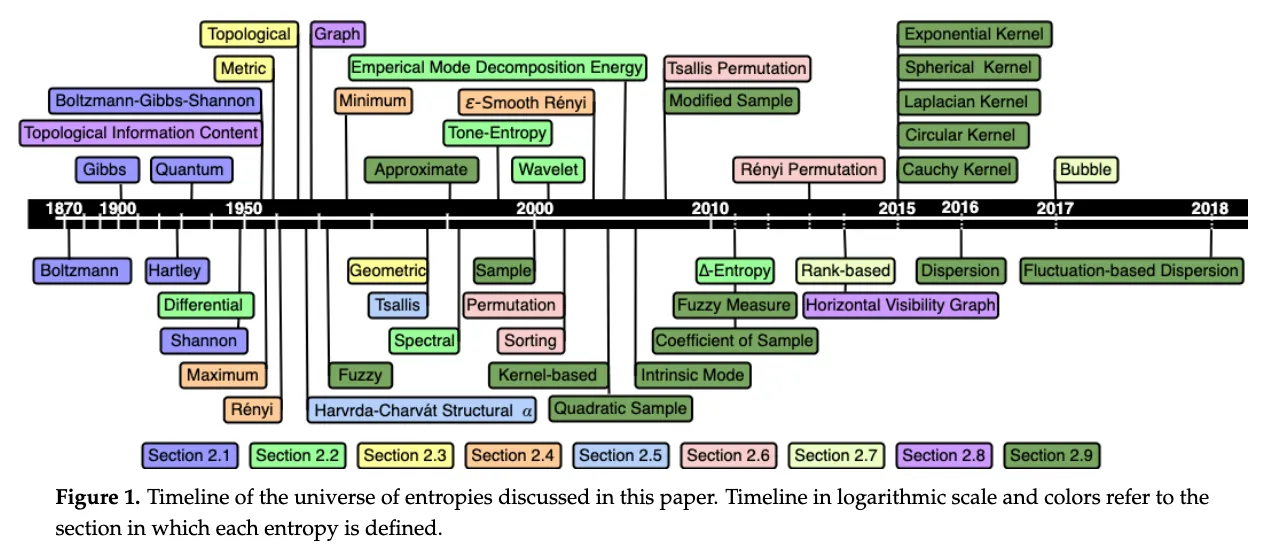 Topological
Graph
Metric
Emperical Mode Decomposition Energy
Tsallis Permutation
Boltzmann-Gibbs-Shannon
Minimum
ε-Smooth Rényi
Modified Sample
Topological Information Content
Tone-Entropy
Gibbs
Quantum
Approximate
Wavelet
Rényi Permutation
Exponential Kernel
Spherical Kernel
Laplacian Kernel
Circular Kernel
Cauchy Kernel
Bubble
1870 1900 1950 2000 2010 2015 2016 2017 2018
Boltzmann
Hartley
Geometric
Sample
Δ-Entropy
Rank-based
Dispersion
Fluctuation-based Dispersion
Differential
Tsallis
Permutation
Fuzzy Measure
Horizontal Visibility Graph
Shannon
Spectral
Sorting
Coefficient of Sample
Maximum
Fuzzy
Kernel-based
Intrinsic Mode
Rényi
Harvrda-Charvát Structural α
Quadratic Sample
Section 2.1 Section 2.2 Section 2.3 Section 2.4 Section 2.5 Section 2.6 Section 2.7 Section 2.8 Section 2.9
Figure 1. Timeline of the universe of entropies discussed in this paper. Timeline in logarithmic scale and colors refer to the
section in which each entropy is defined.